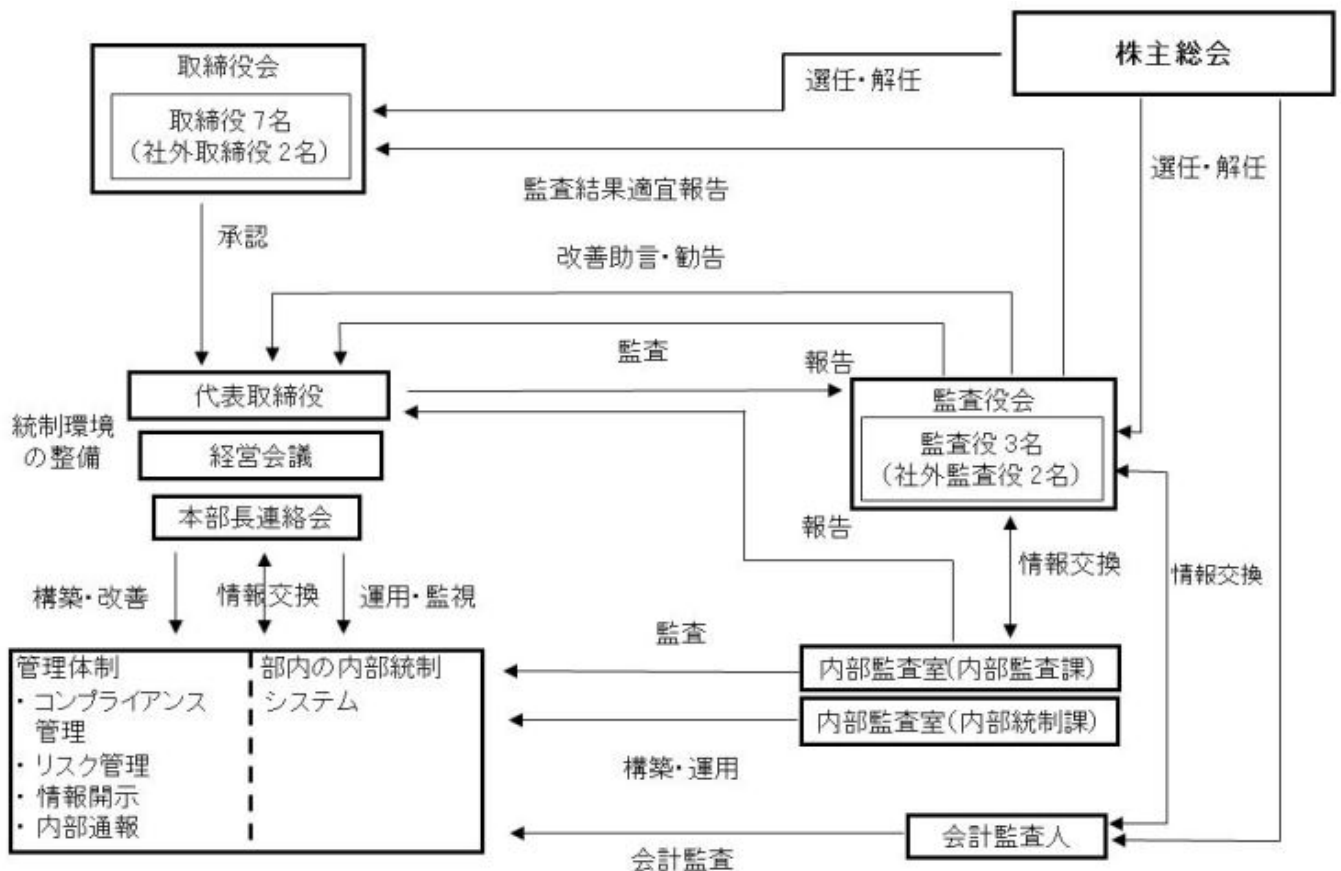 株主総会
取締役会
取締役 7名
（社外取締役 2名）
選任・解任
選任・解任
監査結果適宜報告
承認
改善助言・勧告
監査
報告
代表取締役
監査役会
統制環境
の整備
経営会議
監査役 3名
（社外監査役 2名）
本部長連絡会
報告
構築・改善
情報交換
運用・監視
情報交換
情報交換
監査
管理体制
・コンプライアンス
管理
・リスク管理
・情報開示
・内部通報
部内の内部統制
システム
内部監査室(内部監査課)
内部監査室(内部統制課)
構築・運用
会計監査人
会計監査